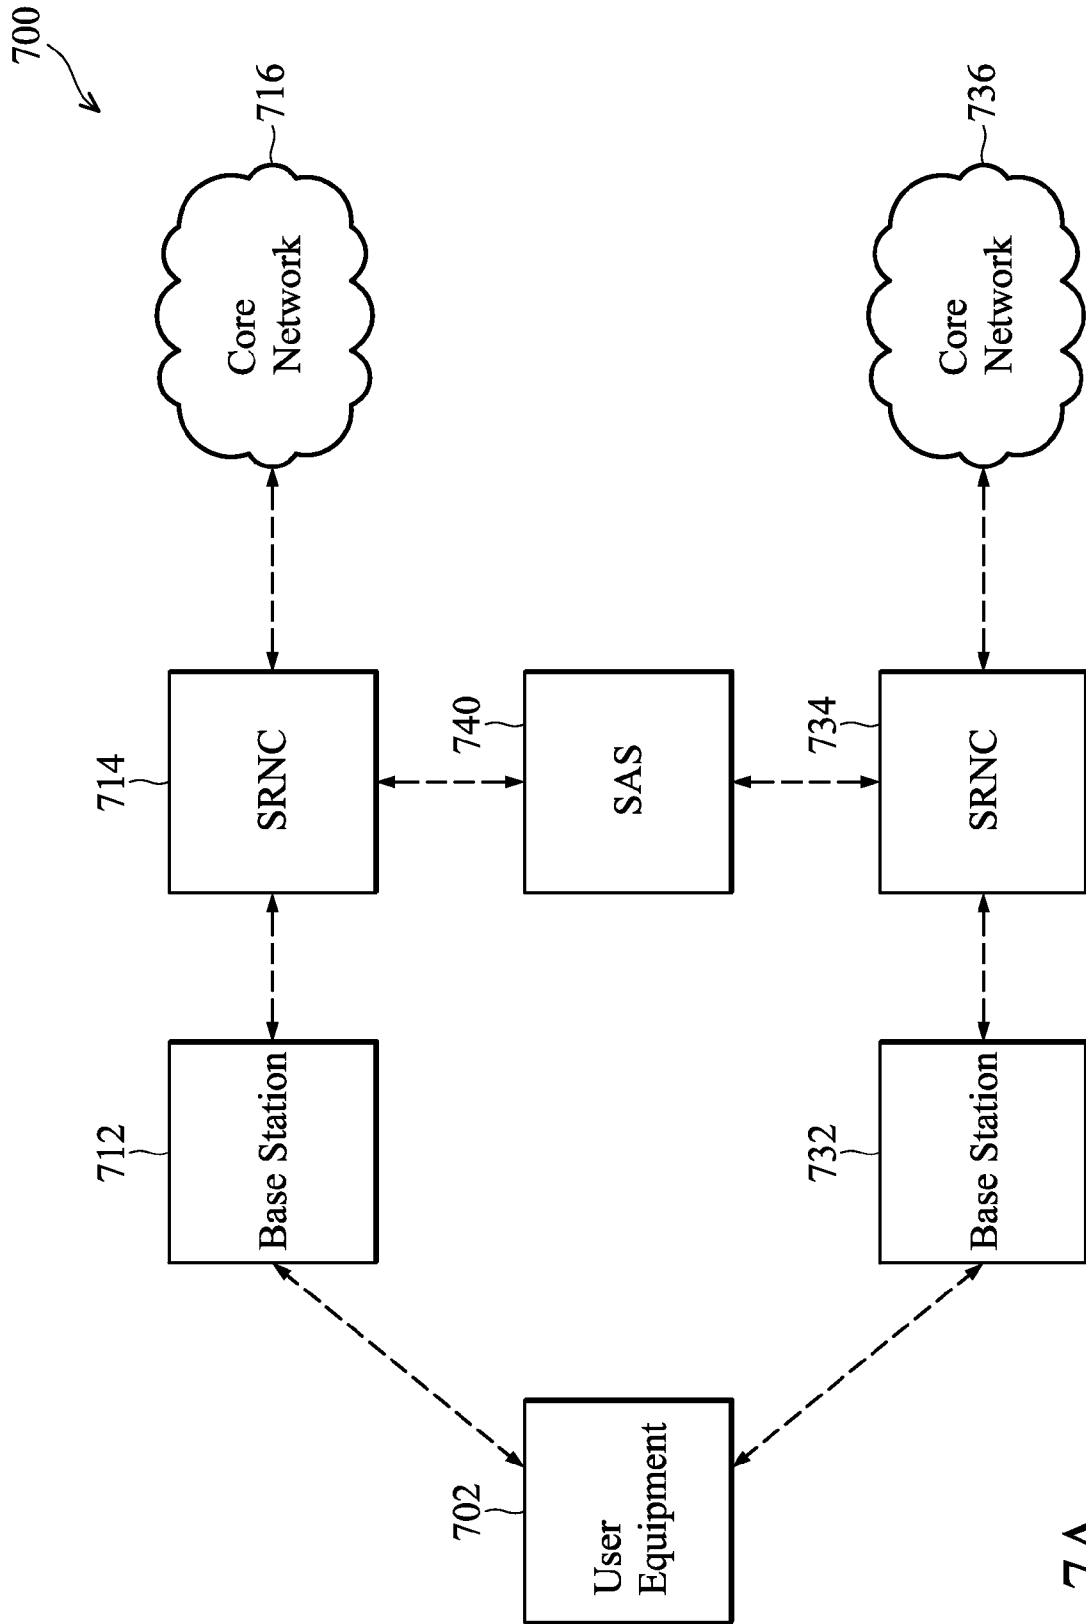 700
716
Core
Network
736
Core
Network
714
SRNC
740
SAS
734
SRNC
712
Base Station
732
Base Station
702
User
Equipment
7A